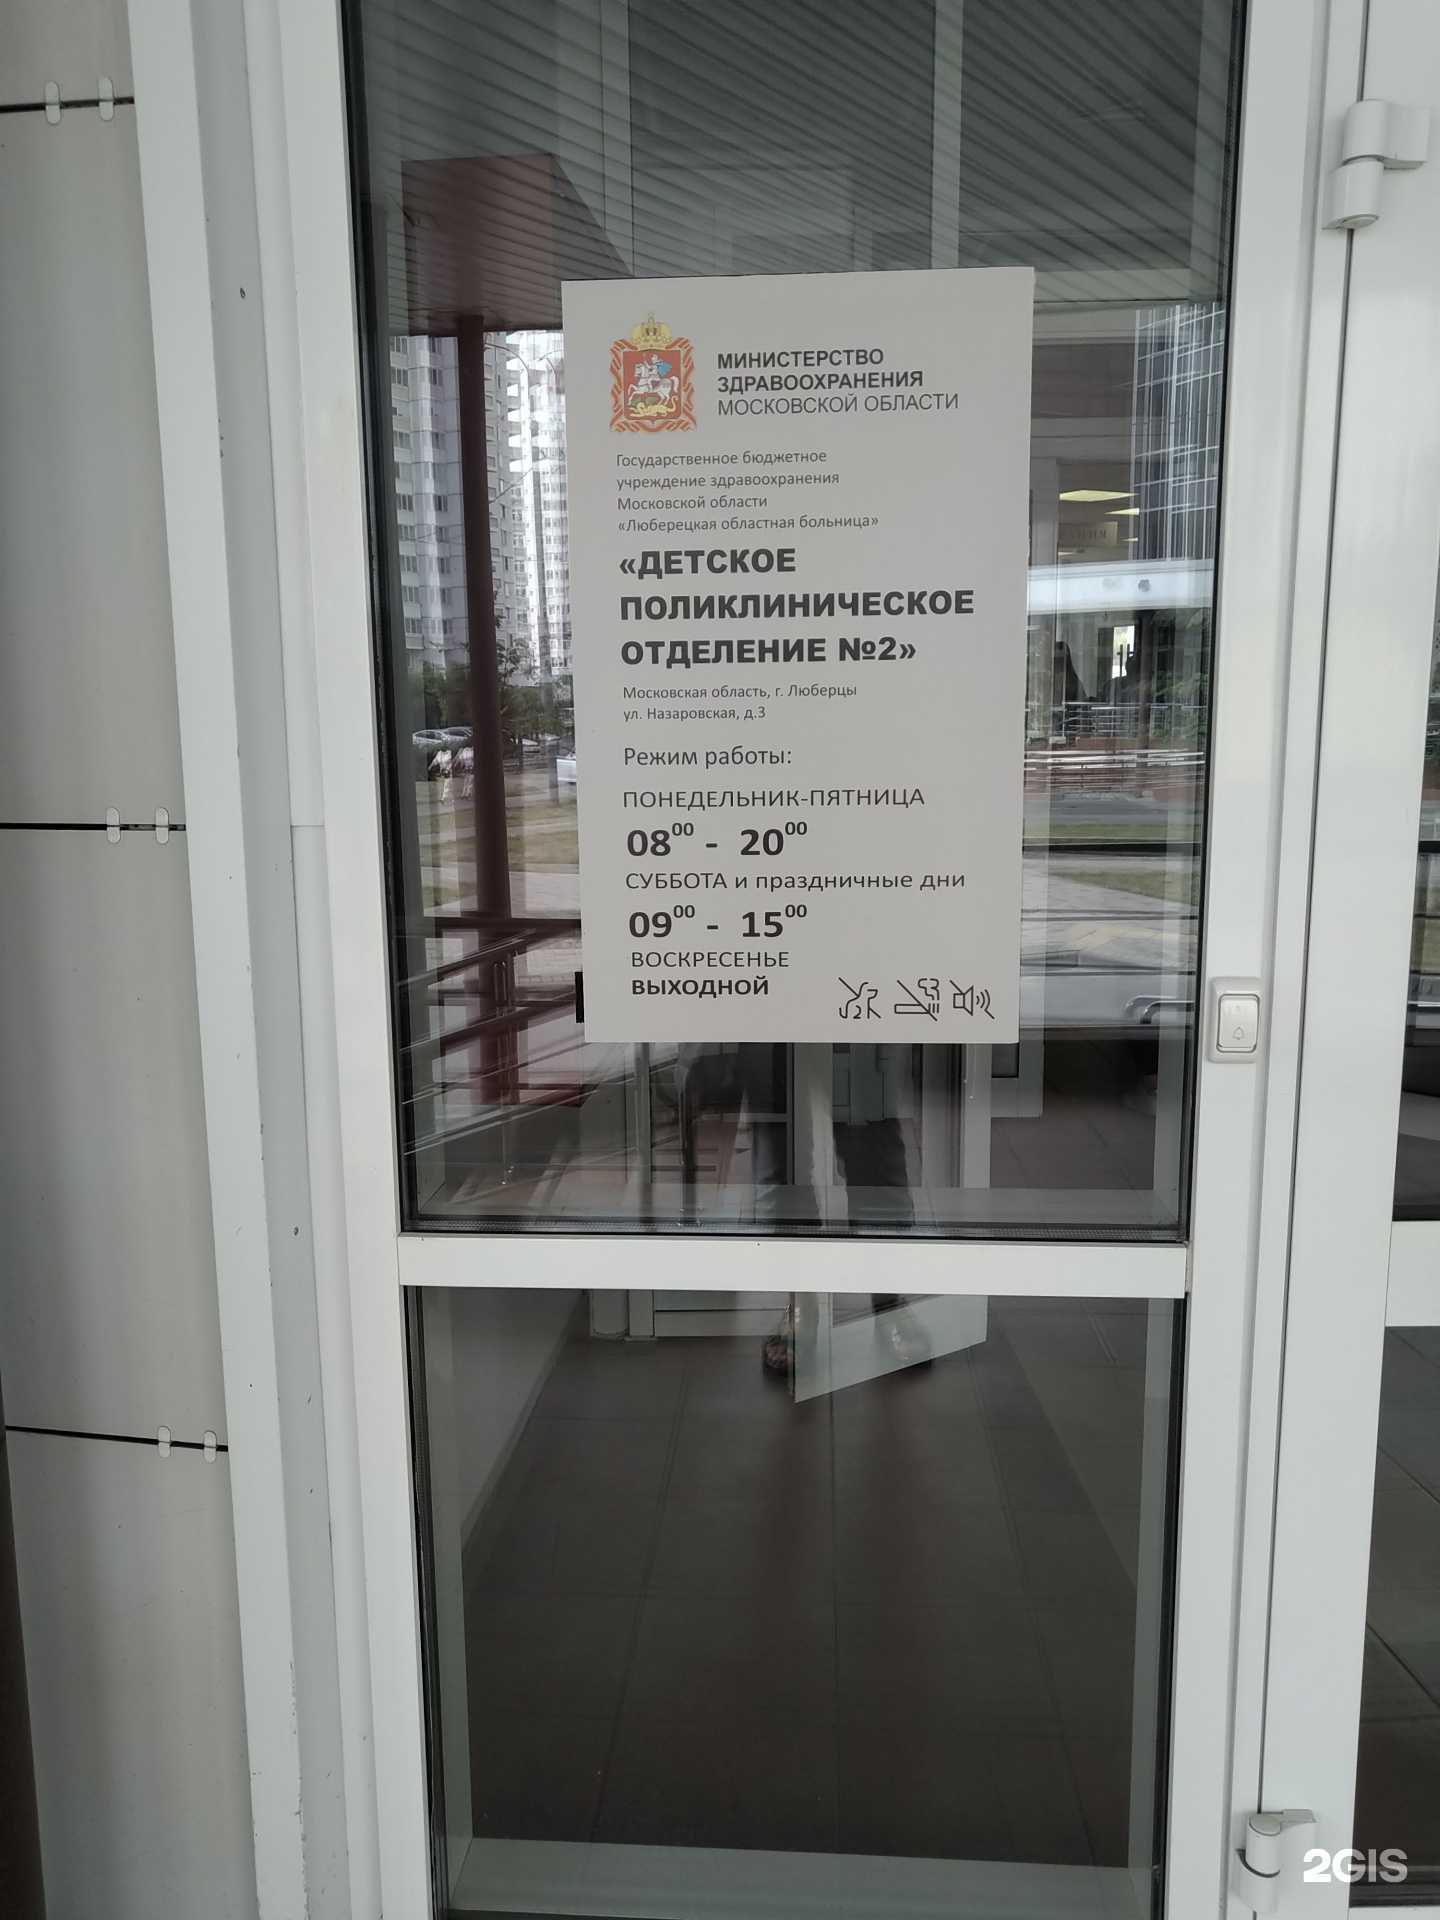 МИНИСТЕРСТВО
ЗДРАВООХРАНЕНИЯ
МОСКОВСКОЙ ОБЛАСТИ
Государственное бюджетное
учреждение здравоохранения
Московской области
«Люберецкая областная больница»
«ДЕТСКОЕ
ПОЛИКЛИНИЧЕСКОЕ
ОТДЕЛЕНИЕ №2»
Московская область, г. Люберцы
ул. Назаровская, д.3
Режим работы:
ПОНЕДЕЛЬНИК-ПЯТНИЦА
08⁰⁰ - 20⁰⁰
СУББОТА и праздничные дни
09⁰⁰ - 15⁰⁰
ВОСКРЕСЕНЬЕ
ВЫХОДНОЙ
2GIS